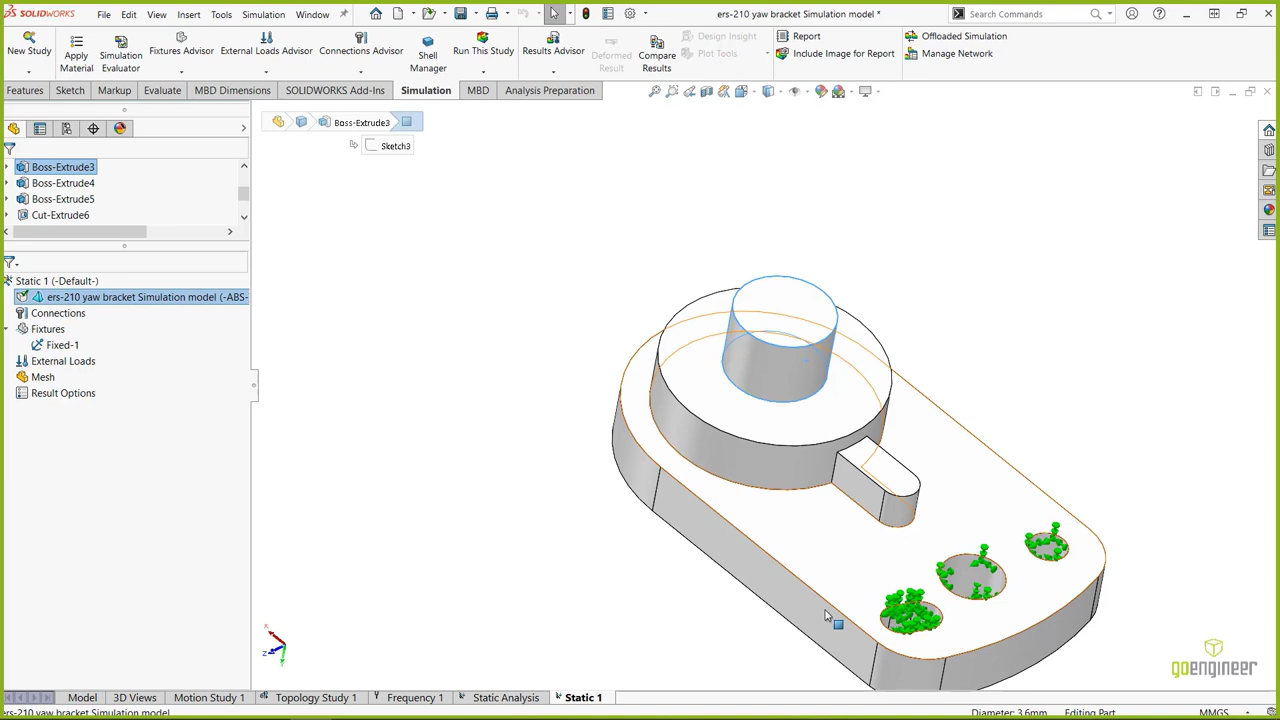 SOLIDWORKS File Edit View Insert Tools Simulation Window ers-210 yaw bracket Simulation model * Search Commands
New Study
Apply Material
Simulation Evaluator
Fixtures Advisor
External Loads Advisor
Connections Advisor
Shell Manager
Run This Study
Results Advisor
Deformed Result
Compare Results
Design Insight
Plot Tools
Report
Include Image for Report
Offloaded Simulation
Manage Network
Features Sketch Markup Evaluate MBD Dimensions SOLIDWORKS Add-Ins Simulation MBD Analysis Preparation
Boss-Extrude3
Sketch3
Boss-Extrude3
Boss-Extrude4
Boss-Extrude5
Cut-Extrude6
Static 1 (-Default-)
ers-210 yaw bracket Simulation model (-ABS-
Connections
Fixtures
Fixed-1
External Loads
Mesh
Result Options
x
z
Y
goengineer
Model 3D Views Motion Study 1 Topology Study 1 Frequency 1 Static Analysis Static 1
ers-210 yaw bracket Simulation model Diameter: 3.6mm Editing Part MMGS